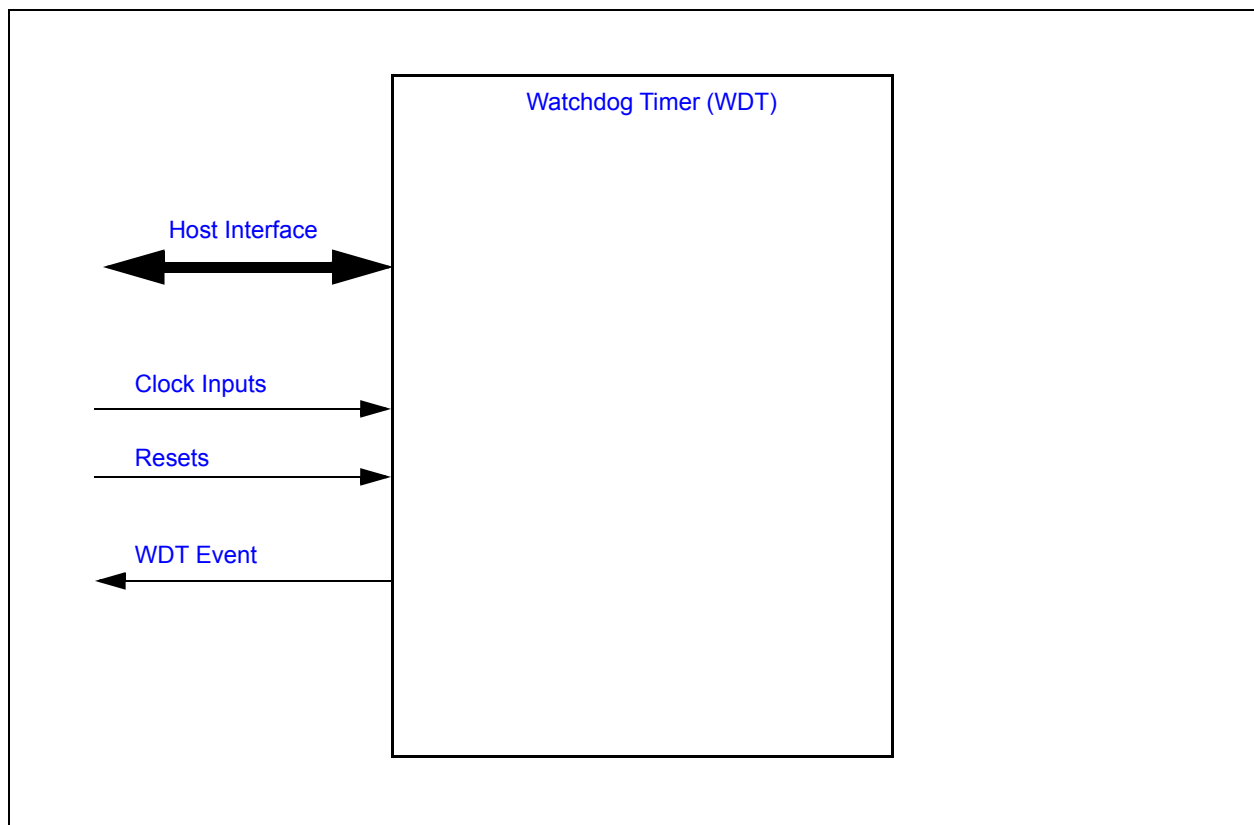 Watchdog Timer (WDT)
Host Interface
Clock Inputs
Resets
WDT Event